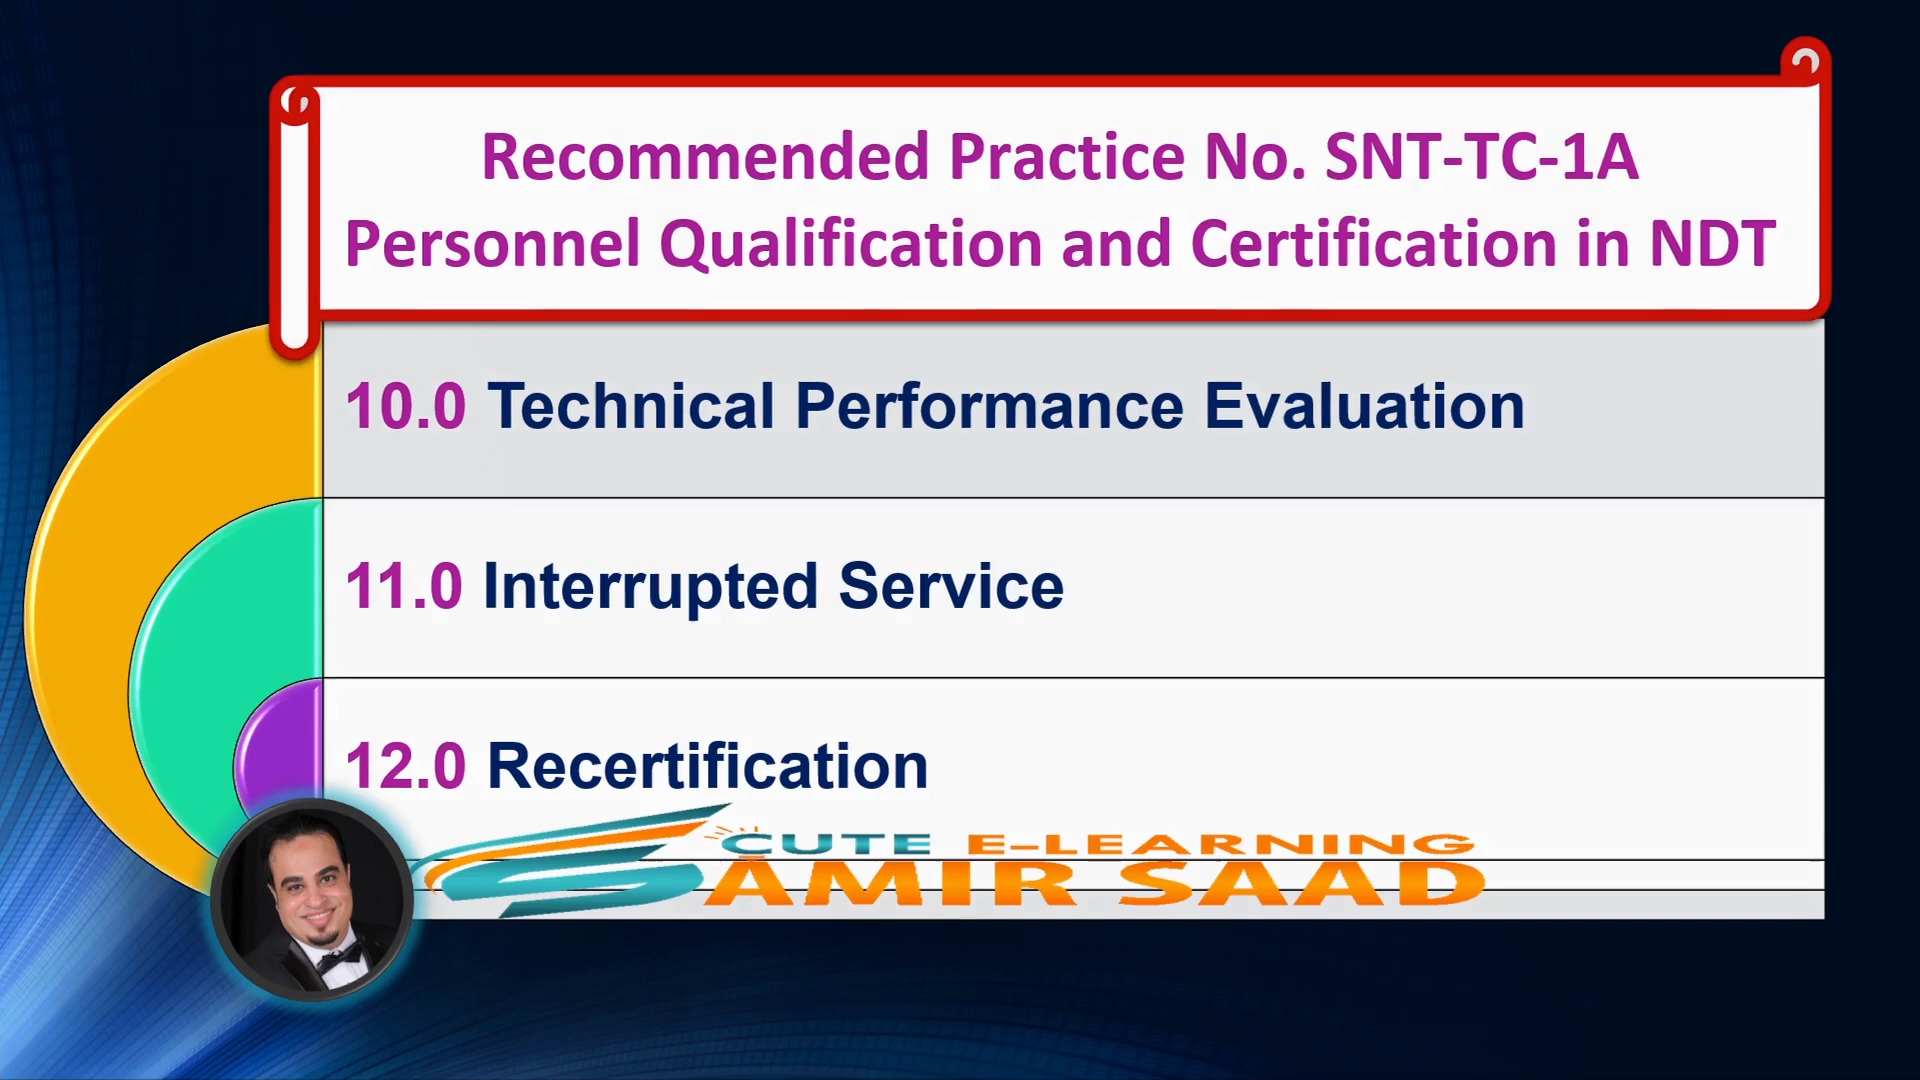 Recommended Practice No. SNT-TC-1A
Personnel Qualification and Certification in NDT
10.0 Technical Performance Evaluation
11.0 Interrupted Service
12.0 Recertification
CUTE E-LEARNING
SAMIR SAAD